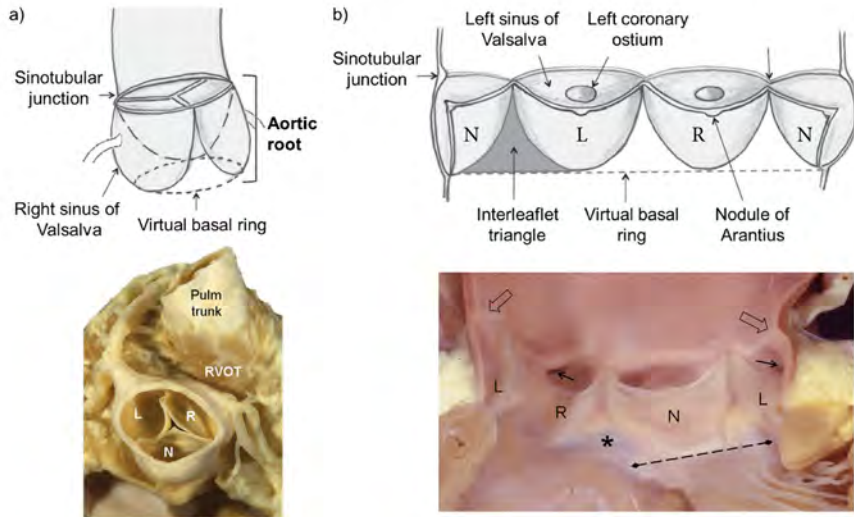 a)
Sinotubular
junction
Aortic
root
Right sinus of
Valsalva
Virtual basal ring
Pulm
trunk
RVOT
L
R
N
b)
Left sinus of
Valsalva
Left coronary
ostium
Sinotubular
junction
N
L
R
N
Interleaflet
triangle
Virtual basal
ring
Nodule of
Arantius
L
R
N
L
*